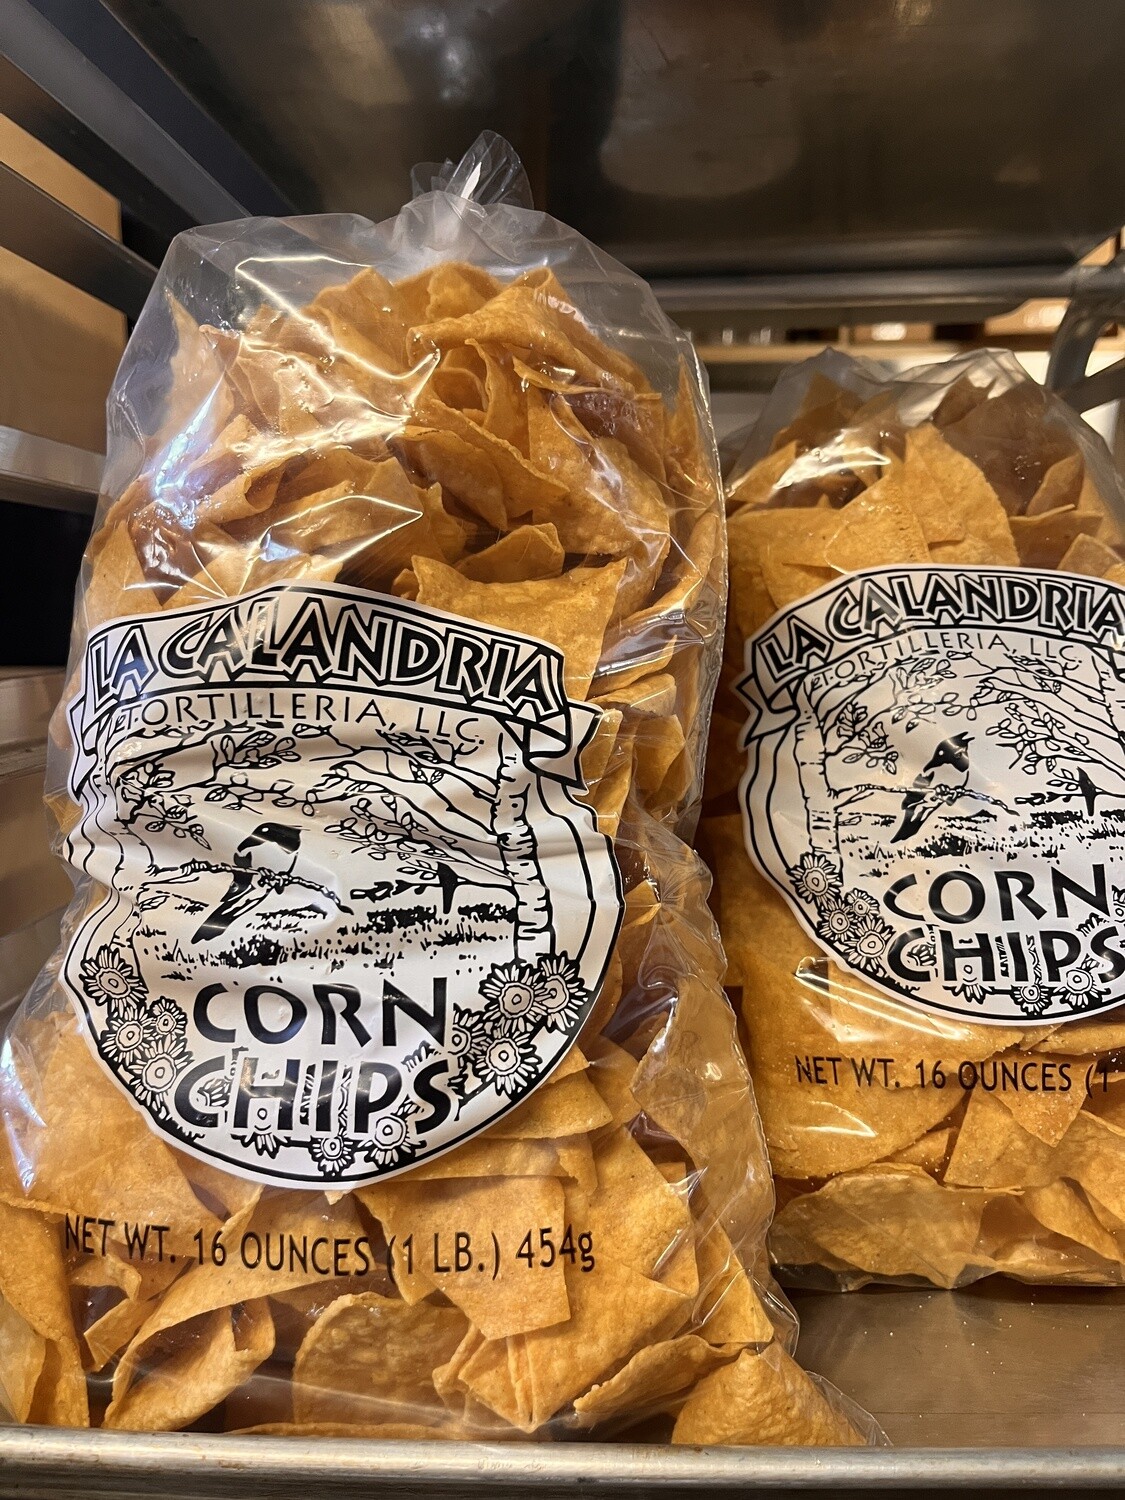 LA CALANDRIA
TORTILLERIA, LLC.
CORN
CHIPS
NET WT. 16 OUNCES (1 LB.) 454g
LA CALANDRIA
TORTILLERIA, LLC.
CORN
CHIPS
NET WT. 16 OUNCES (1